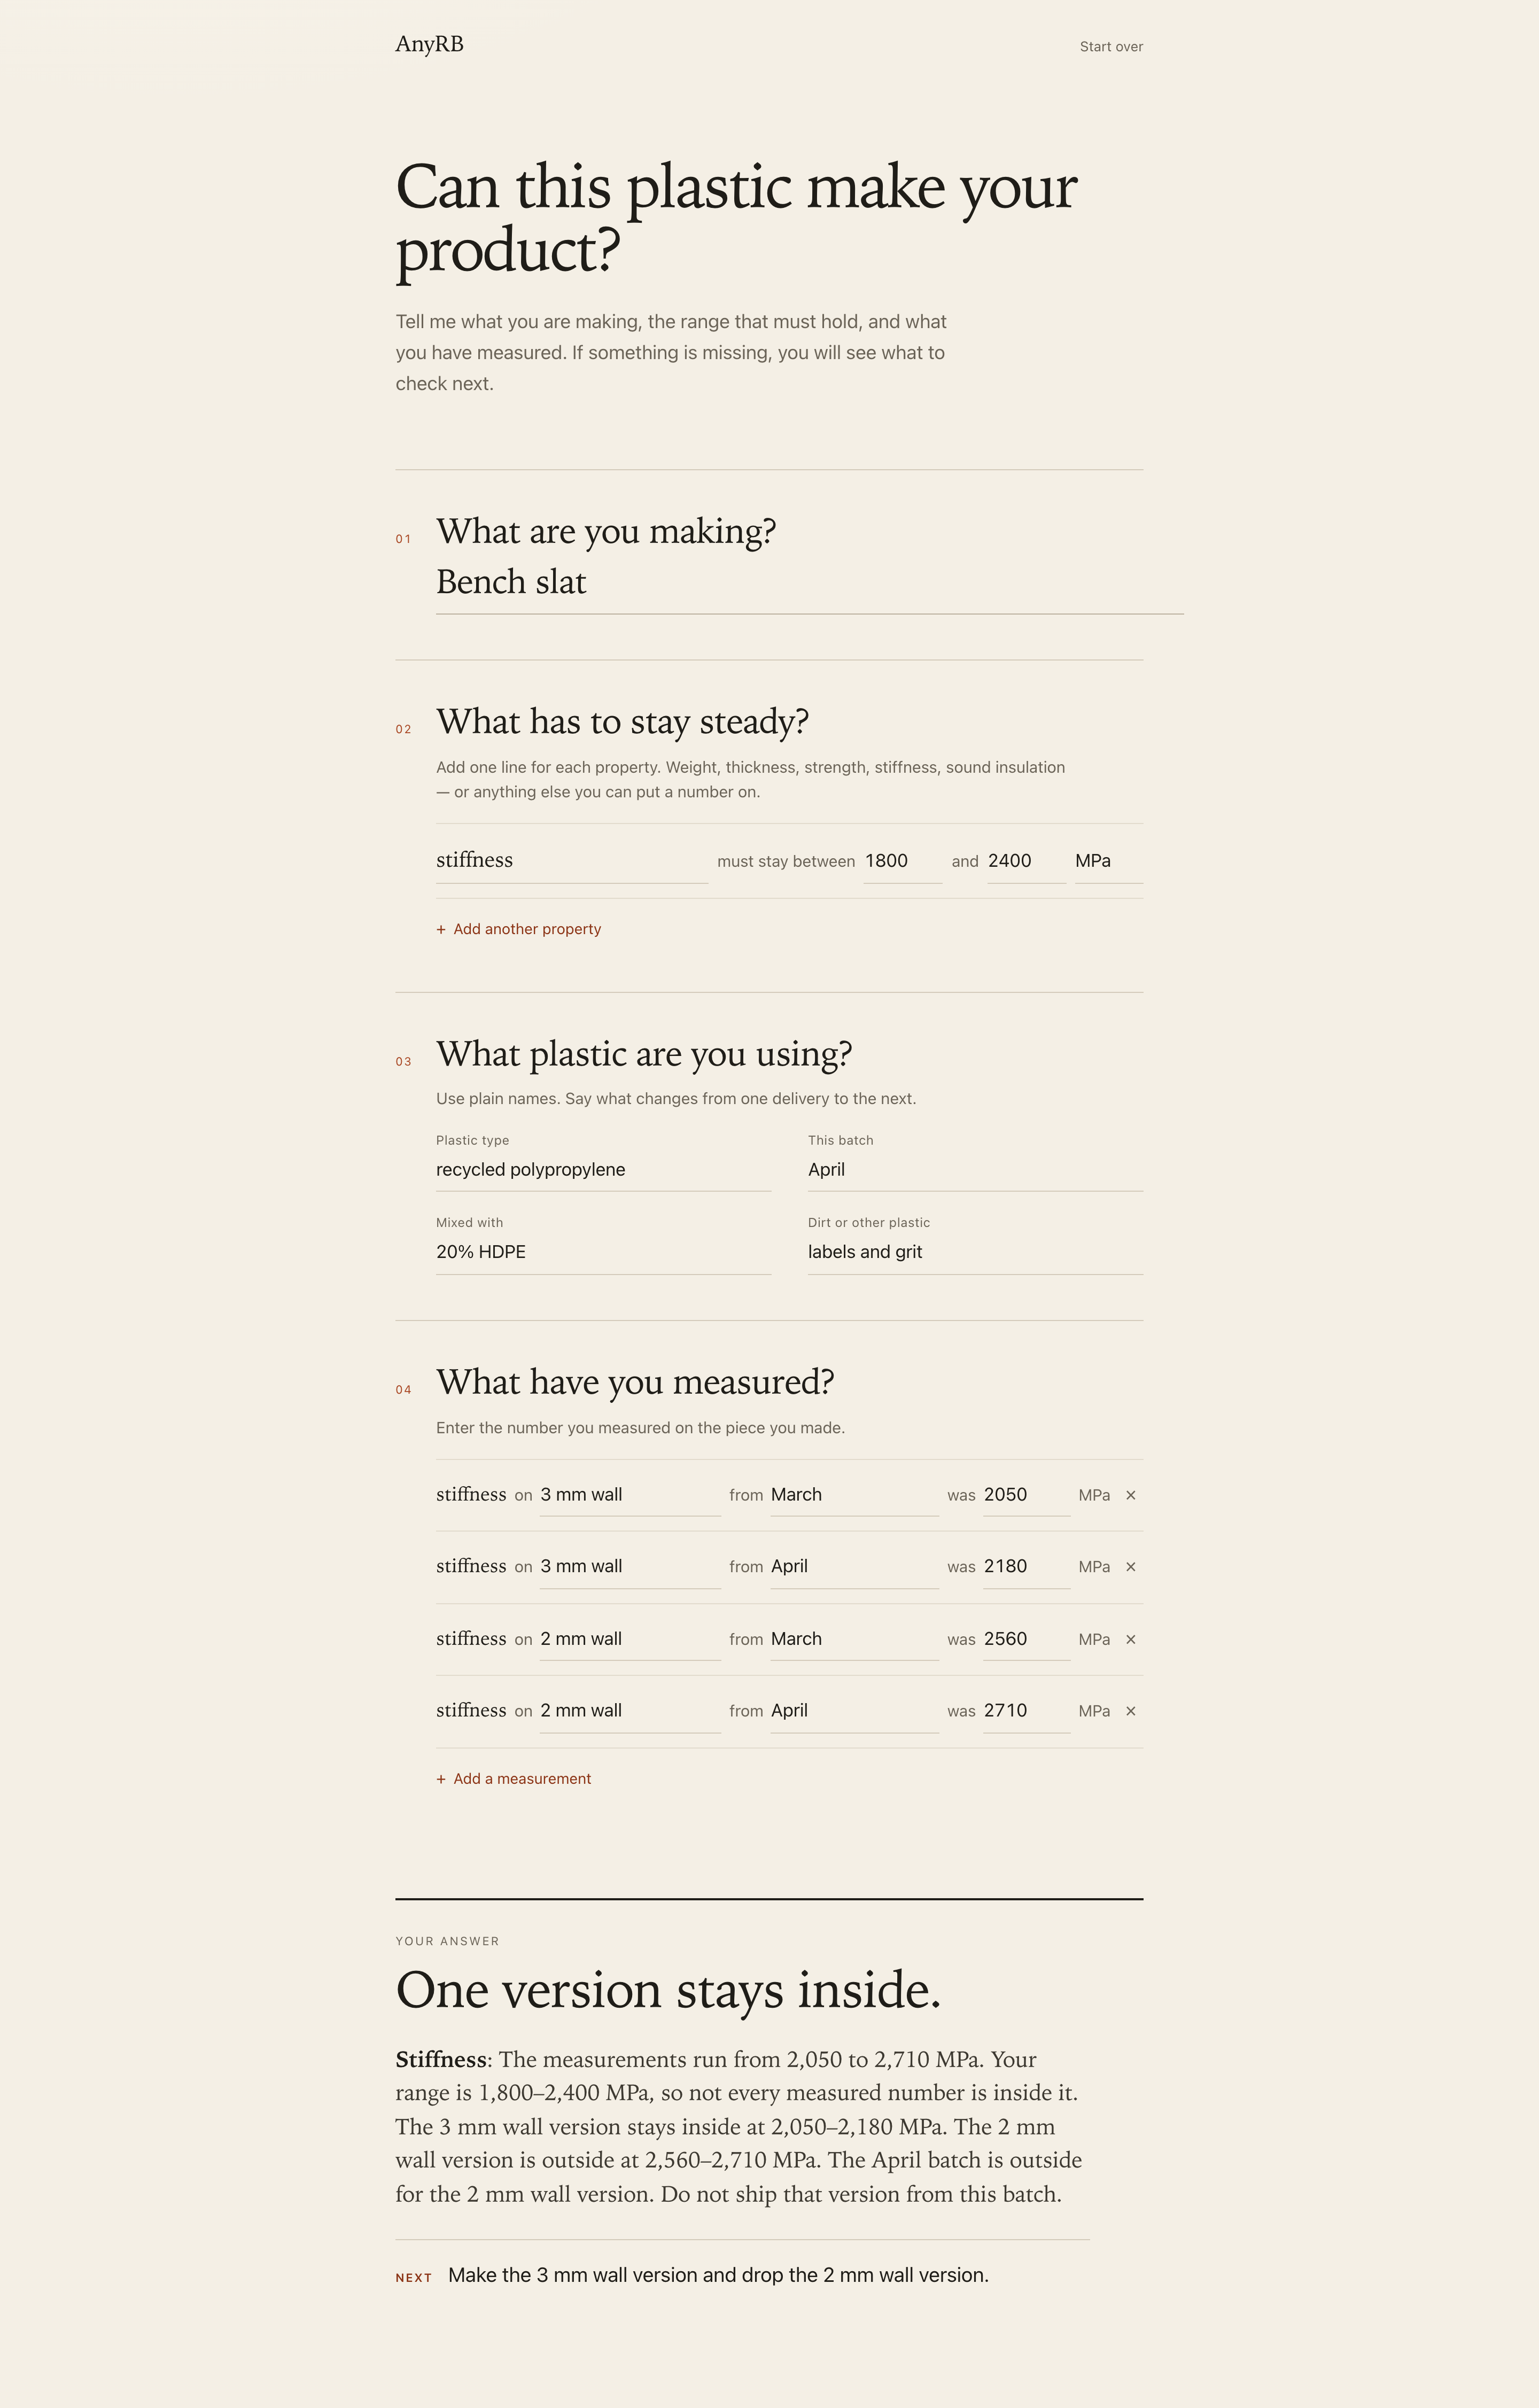 AnyRB
Start over
Can this plastic make your
product?
Tell me what you are making, the range that must hold, and what
you have measured. If something is missing, you will see what to
check next.
01 What are you making?
Bench slat
02 What has to stay steady?
Add one line for each property. Weight, thickness, strength, stiffness, sound insulation
— or anything else you can put a number on.
stiffness must stay between 1800 and 2400 MPa
+ Add another property
03 What plastic are you using?
Use plain names. Say what changes from one delivery to the next.
Plastic type
recycled polypropylene
This batch
April
Mixed with
20% HDPE
Dirt or other plastic
labels and grit
04 What have you measured?
Enter the number you measured on the piece you made.
stiffness on 3 mm wall from March was 2050 MPa ×
stiffness on 3 mm wall from April was 2180 MPa ×
stiffness on 2 mm wall from March was 2560 MPa ×
stiffness on 2 mm wall from April was 2710 MPa ×
+ Add a measurement
YOUR ANSWER
One version stays inside.
Stiffness: The measurements run from 2,050 to 2,710 MPa. Your
range is 1,800–2,400 MPa, so not every measured number is inside it.
The 3 mm wall version stays inside at 2,050–2,180 MPa. The 2 mm
wall version is outside at 2,560–2,710 MPa. The April batch is outside
for the 2 mm wall version. Do not ship that version from this batch.
NEXT Make the 3 mm wall version and drop the 2 mm wall version.